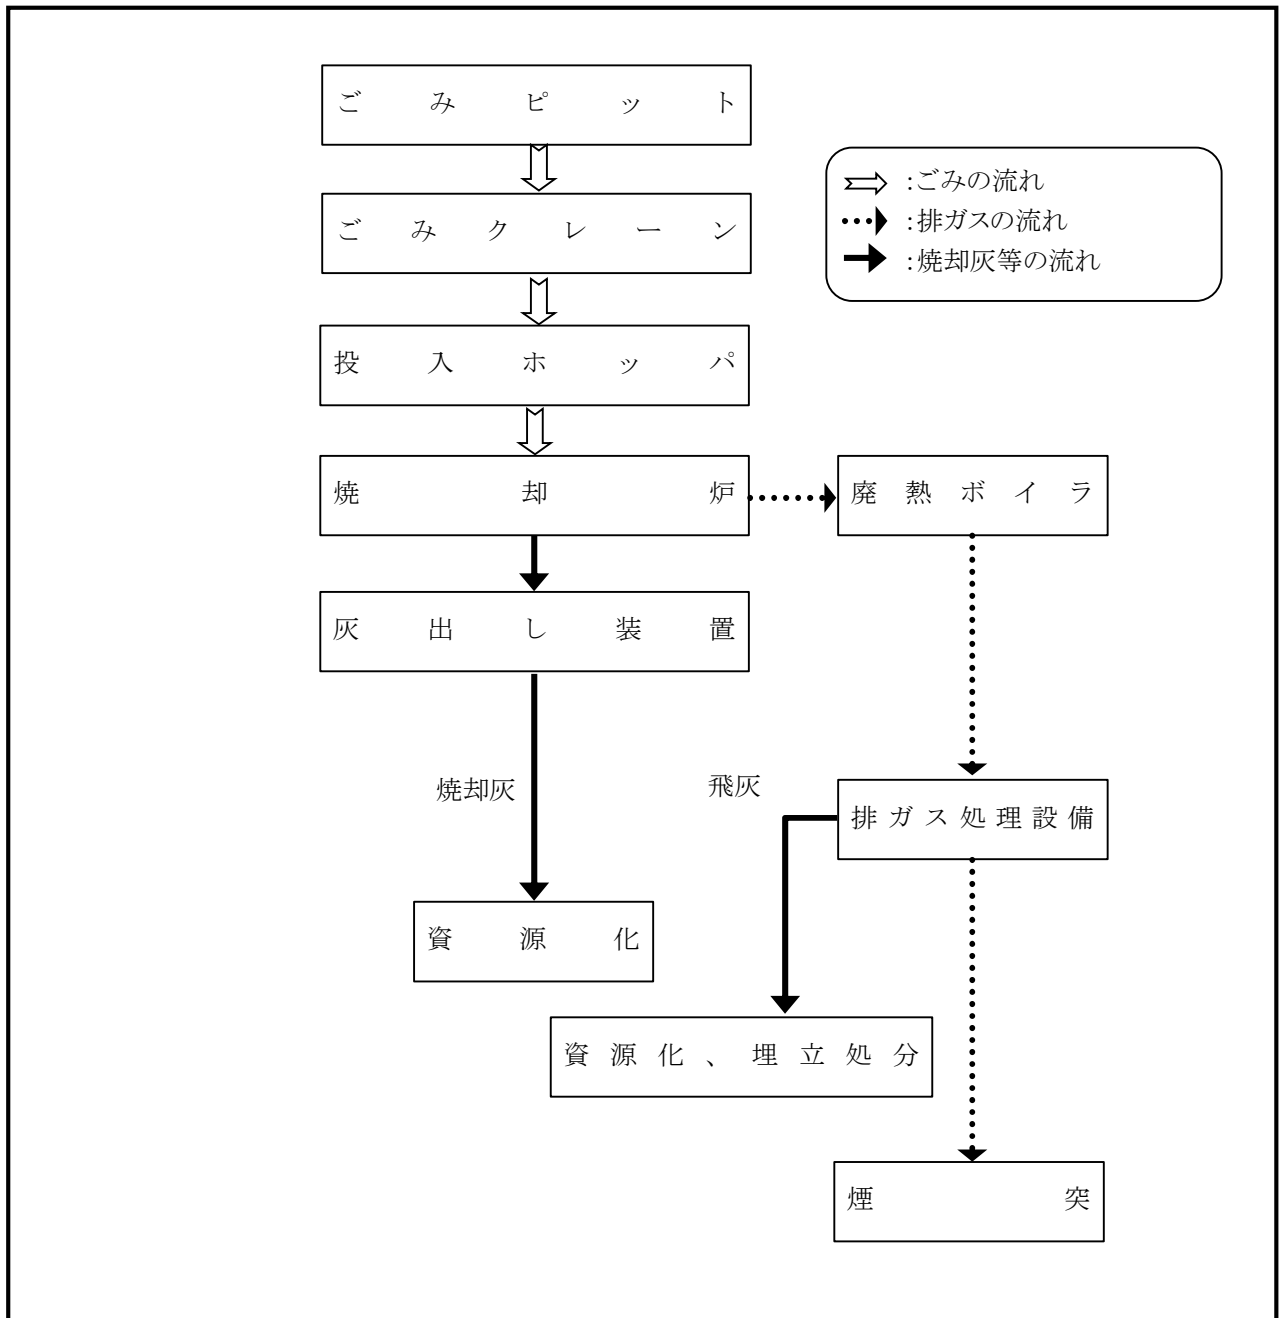 ごみピット
ごみクレーン
:ごみの流れ
:排ガスの流れ
:焼却灰等の流れ
投入ホッパ
焼却炉
廃熱ボイラ
灰出し装置
焼却灰
飛灰
排ガス処理設備
資源化
資源化、埋立処分
煙突